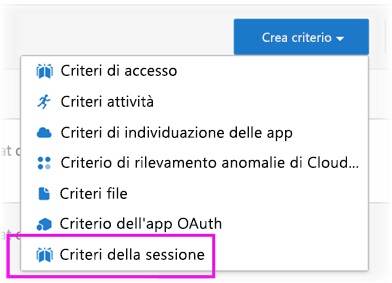 Crea criterio
Criteri di accesso
Criteri attività
Criteri di individuazione delle app
Criterio di rilevamento anomalie di Cloud...
Criteri file
Criterio dell'app OAuth
Criteri della sessione